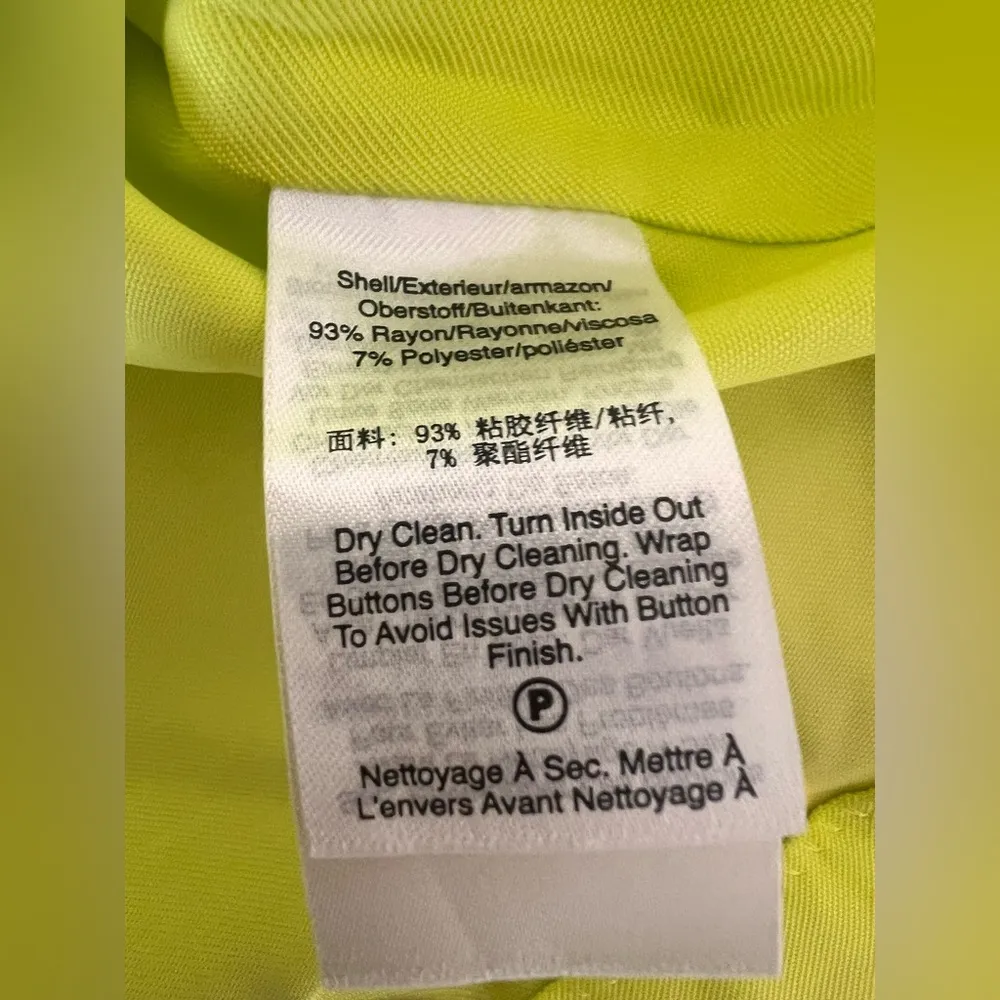 Shell/Exterieur/armazon/
Oberstoff/Buitenkant:
93% Rayon/Rayonne/viscosa
7% Polyester/poliéster
面料: 93% 粘胶纤维/粘纤,
7% 聚酯纤维
Dry Clean. Turn Inside Out
Before Dry Cleaning. Wrap
Buttons Before Dry Cleaning
To Avoid Issues With Button
Finish.
P
Nettoyage À Sec. Mettre À
L'envers Avant Nettoyage À